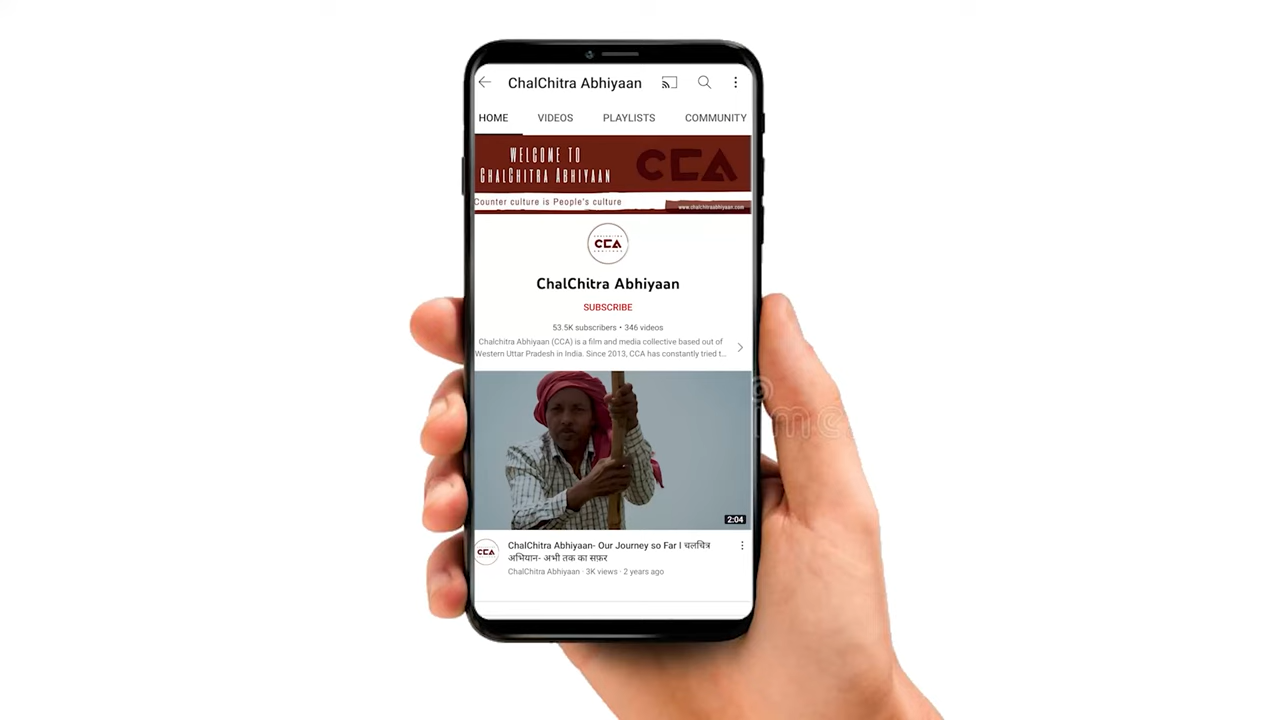 ChalChitra Abhiyaan
HOME VIDEOS PLAYLISTS COMMUNITY
WELCOME TO
CHALCHITRA ABHIYAAN
CCA
Counter culture is People's culture
www.chalchitraabhiyaan.com
CCA
ChalChitra Abhiyaan
SUBSCRIBE
53.5K subscribers • 346 videos
Chalchitra Abhiyaan (CCA) is a film and media collective based out of
Western Uttar Pradesh in India. Since 2013, CCA has constantly tried t...
2:04
CCA
ChalChitra Abhiyaan- Our Journey so Far l चलचित्र
अभियान- अभी तक का सफ़र
ChalChitra Abhiyaan · 3K views · 2 years ago